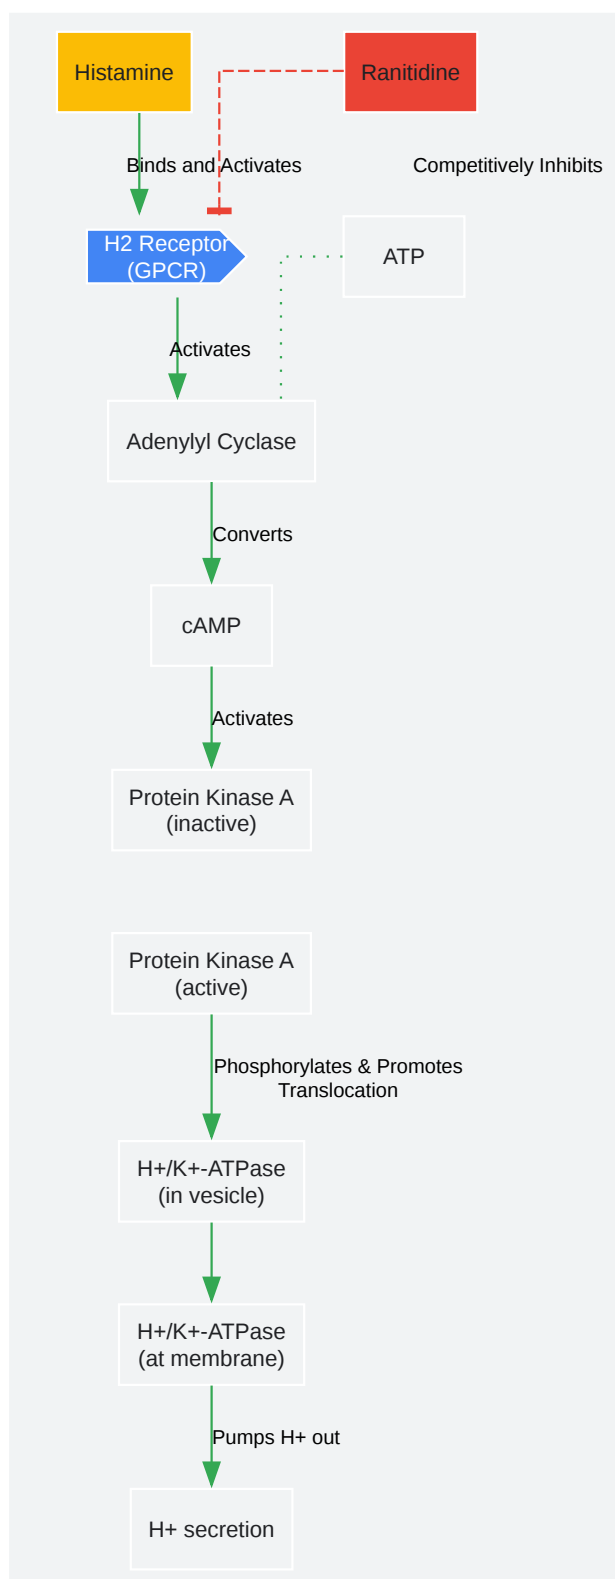 Histamine
Ranitidine
Binds and Activates
Competitively Inhibits
H2 Receptor
(GPCR)
ATP
Activates
Adenylyl Cyclase
Converts
cAMP
Activates
Protein Kinase A
(inactive)
Protein Kinase A
(active)
Phosphorylates & Promotes
Translocation
H+/K+-ATPase
(in vesicle)
H+/K+-ATPase
(at membrane)
Pumps H+ out
H+ secretion